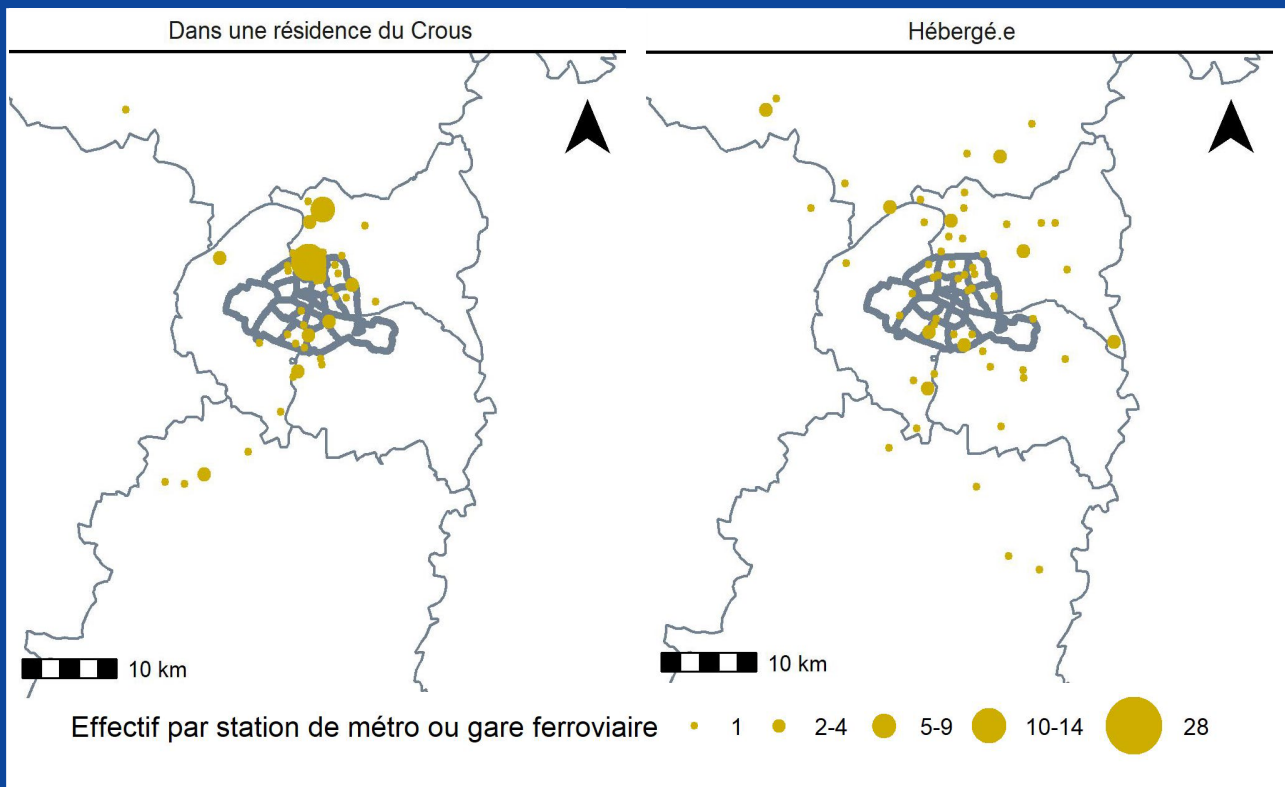 Dans une résidence du Crous
Hébergé.e
10 km
10 km
Effectif par station de métro ou gare ferroviaire 1 2-4 5-9 10-14 28